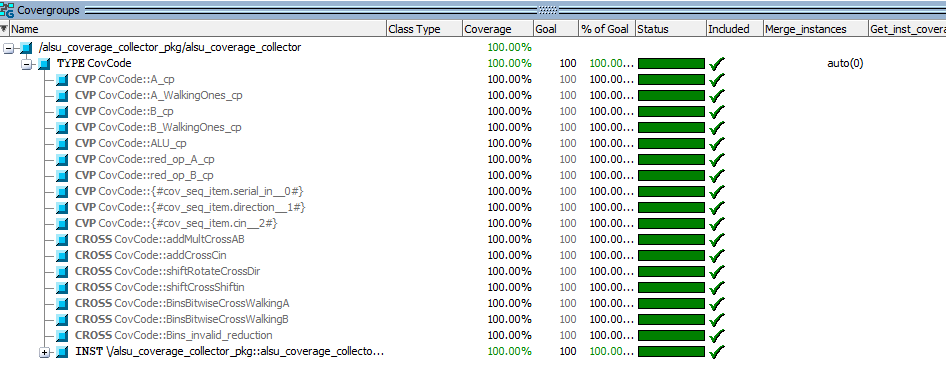 Covergroups
Name Class Type Coverage Goal % of Goal Status Included Merge_instances Get_inst_covera
/alsu_coverage_collector_pkg/alsu_coverage_collector 100.00%
TYPE CovCode 100.00% 100 100.00... auto(0)
CVP CovCode::A_cp 100.00% 100 100.00...
CVP CovCode::A_WalkingOnes_cp 100.00% 100 100.00...
CVP CovCode::B_cp 100.00% 100 100.00...
CVP CovCode::B_WalkingOnes_cp 100.00% 100 100.00...
CVP CovCode::ALU_cp 100.00% 100 100.00...
CVP CovCode::red_op_A_cp 100.00% 100 100.00...
CVP CovCode::red_op_B_cp 100.00% 100 100.00...
CVP CovCode::{#cov_seq_item.serial_in__0#} 100.00% 100 100.00...
CVP CovCode::{#cov_seq_item.direction__1#} 100.00% 100 100.00...
CVP CovCode::{#cov_seq_item.cin__2#} 100.00% 100 100.00...
CROSS CovCode::addMultCrossAB 100.00% 100 100.00...
CROSS CovCode::addCrossCin 100.00% 100 100.00...
CROSS CovCode::shiftRotateCrossDir 100.00% 100 100.00...
CROSS CovCode::shiftCrossShiftin 100.00% 100 100.00...
CROSS CovCode::BinsBitwiseCrossWalkingA 100.00% 100 100.00...
CROSS CovCode::BinsBitwiseCrossWalkingB 100.00% 100 100.00...
CROSS CovCode::Bins_invalid_reduction 100.00% 100 100.00...
INST \/alsu_coverage_collector_pkg::alsu_coverage_collecto... 100.00% 100 100.00...